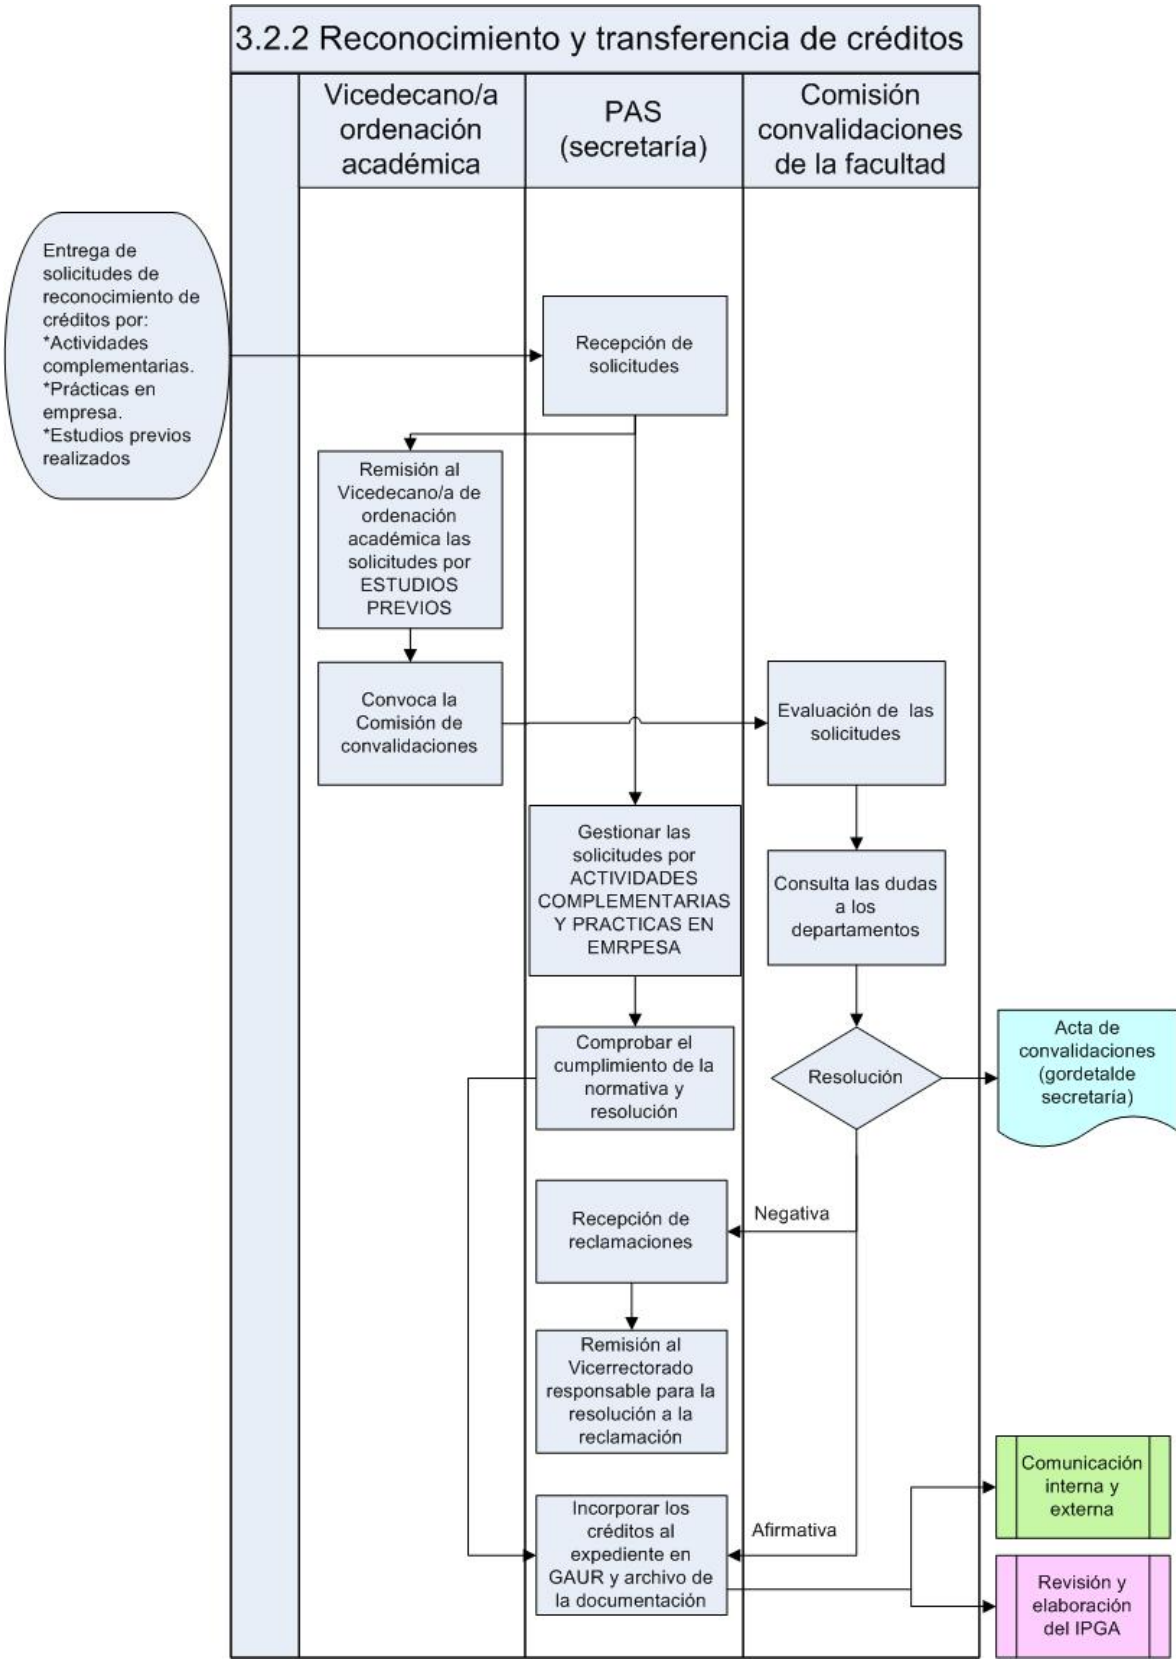 3.2.2 Reconocimiento y transferencia de créditos
Vicedecano/a
ordenación
académica
PAS
(secretaría)
Comisión
convalidaciones
de la facultad
Entrega de
solicitudes de
reconocimiento de
créditos por:
*Actividades
complementarias.
*Prácticas en
empresa.
*Estudios previos
realizados
Recepción de
solicitudes
Remisión al
Vicedecano/a de
ordenación
académica las
solicitudes por
ESTUDIOS
PREVIOS
Convoca la
Comisión de
convalidaciones
Evaluación de las
solicitudes
Gestionar las
solicitudes por
ACTIVIDADES
COMPLEMENTARIAS
Y PRACTICAS EN
EMRPESA
Consulta las dudas
a los
departamentos
Comprobar el
cumplimiento de la
normativa y
resolución
Resolución
Acta de
convalidaciones
(gordetalde
secretaría)
Recepción de
reclamaciones
Negativa
Remisión al
Vicerrectorado
responsable para la
resolución a la
reclamación
Incorporar los
créditos al
expediente en
GAUR y archivo de
la documentación
Afirmativa
Comunicación
interna y
externa
Revisión y
elaboración
del IPGA